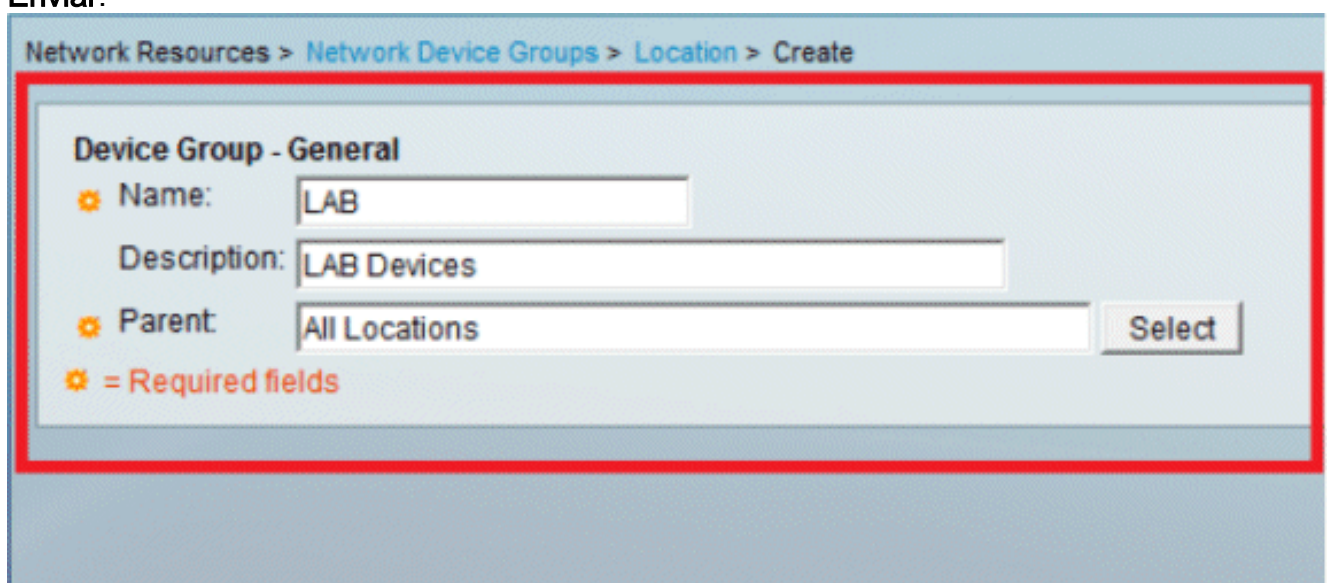 Enviar.
Network Resources > Network Device Groups > Location > Create
Device Group - General
Name: LAB
Description: LAB Devices
Parent: All Locations Select
= Required fields